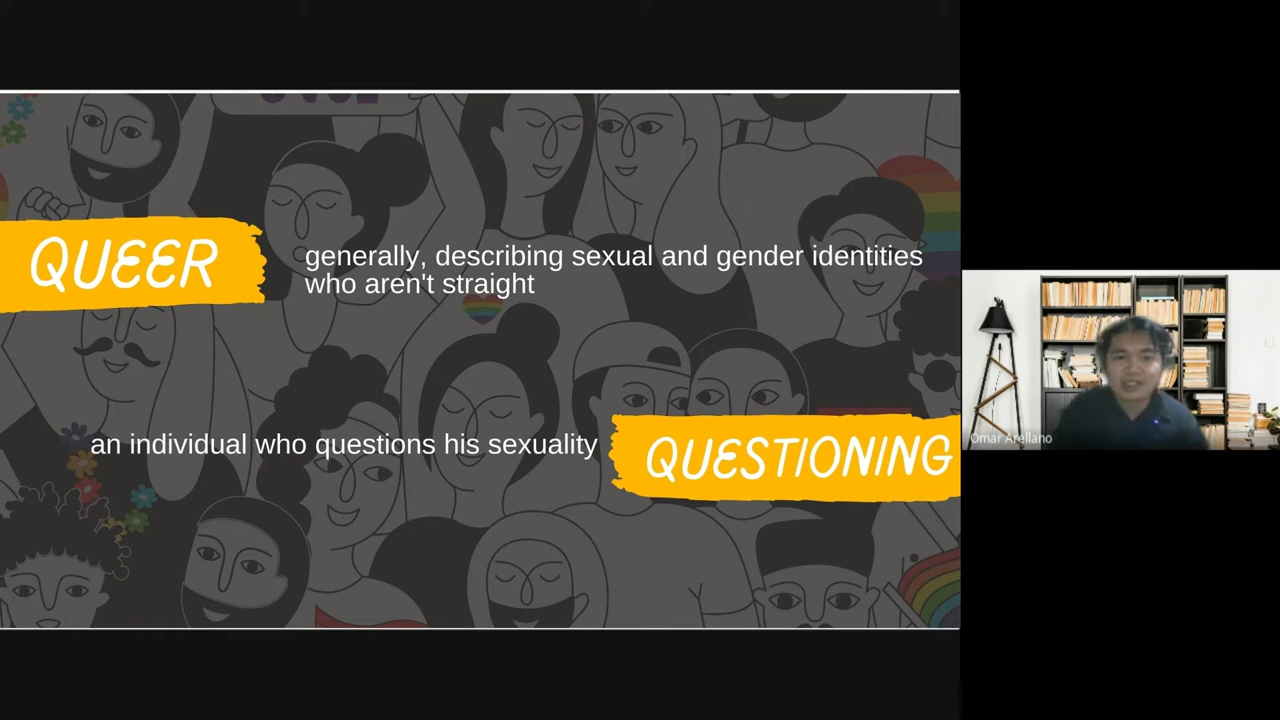 QUEER
generally, describing sexual and gender identities
who aren't straight
an individual who questions his sexuality
QUESTIONING
Omar Arellano